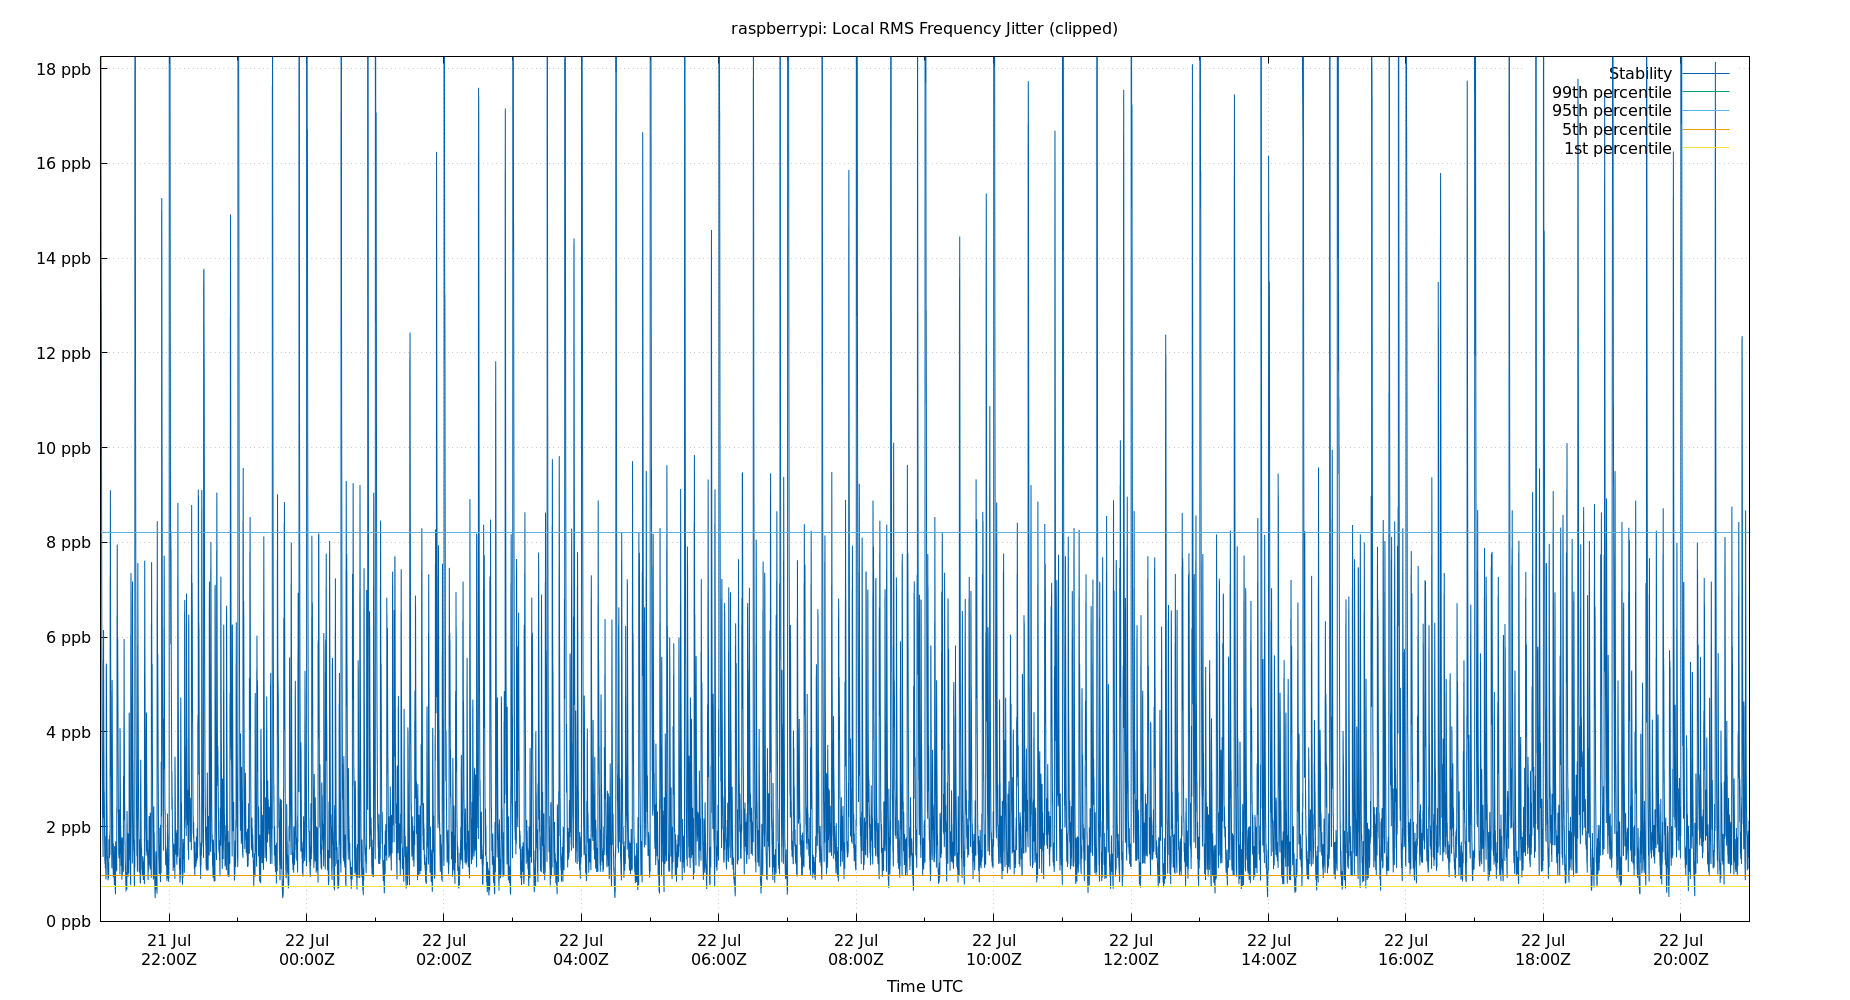 raspberrypi: Local RMS Frequency Jitter (clipped)
18 ppb
16 ppb
14 ppb
12 ppb
10 ppb
8 ppb
6 ppb
4 ppb
2 ppb
0 ppb
Stability
99th percentile
95th percentile
5th percentile
1st percentile
21 Jul 22 Jul 22 Jul 22 Jul 22 Jul 22 Jul 22 Jul 22 Jul 22 Jul 22 Jul 22 Jul 22 Jul
22:00Z 00:00Z 02:00Z 04:00Z 06:00Z 08:00Z 10:00Z 12:00Z 14:00Z 16:00Z 18:00Z 20:00Z
Time UTC